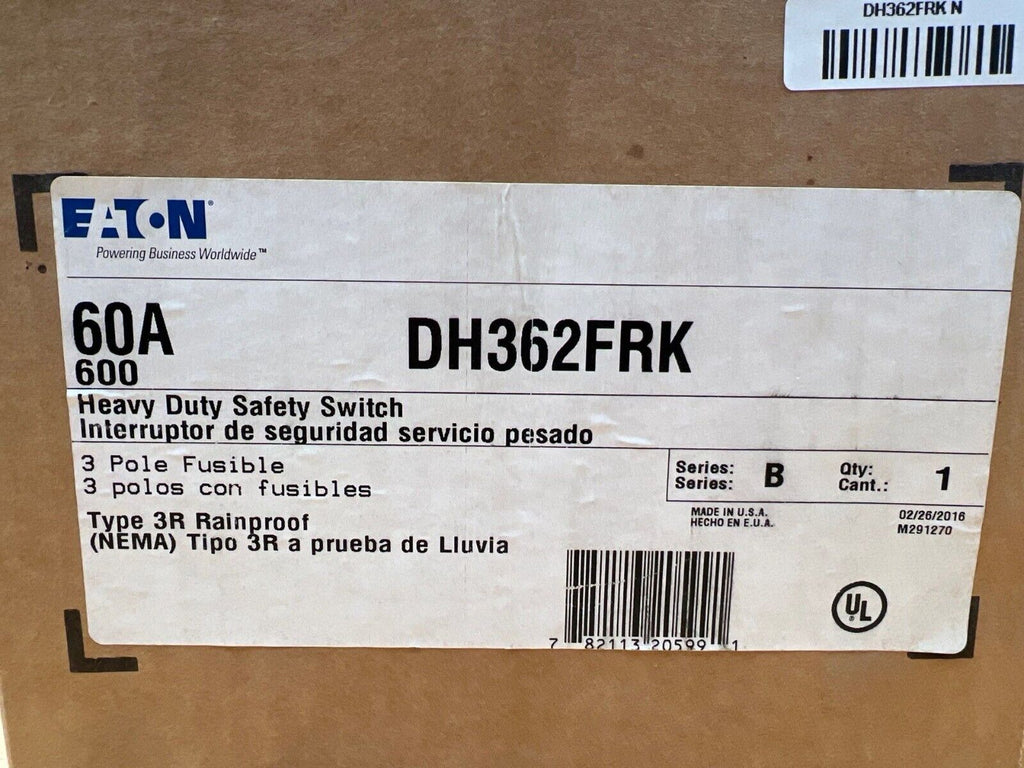 DH362FRK N
EATON®
Powering Business Worldwide™
60A
DH362FRK
600
Heavy Duty Safety Switch
Interruptor de seguridad servicio pesado
3 Pole Fusible
3 polos con fusibles
Series: B Qty: 1
Series: Cant.:
Type 3R Rainproof
(NEMA) Tipo 3R a prueba de Lluvia
MADE IN U.S.A.
HECHO EN E.U.A.
02/26/2016
M291270
UL®
7 82113 20599 1